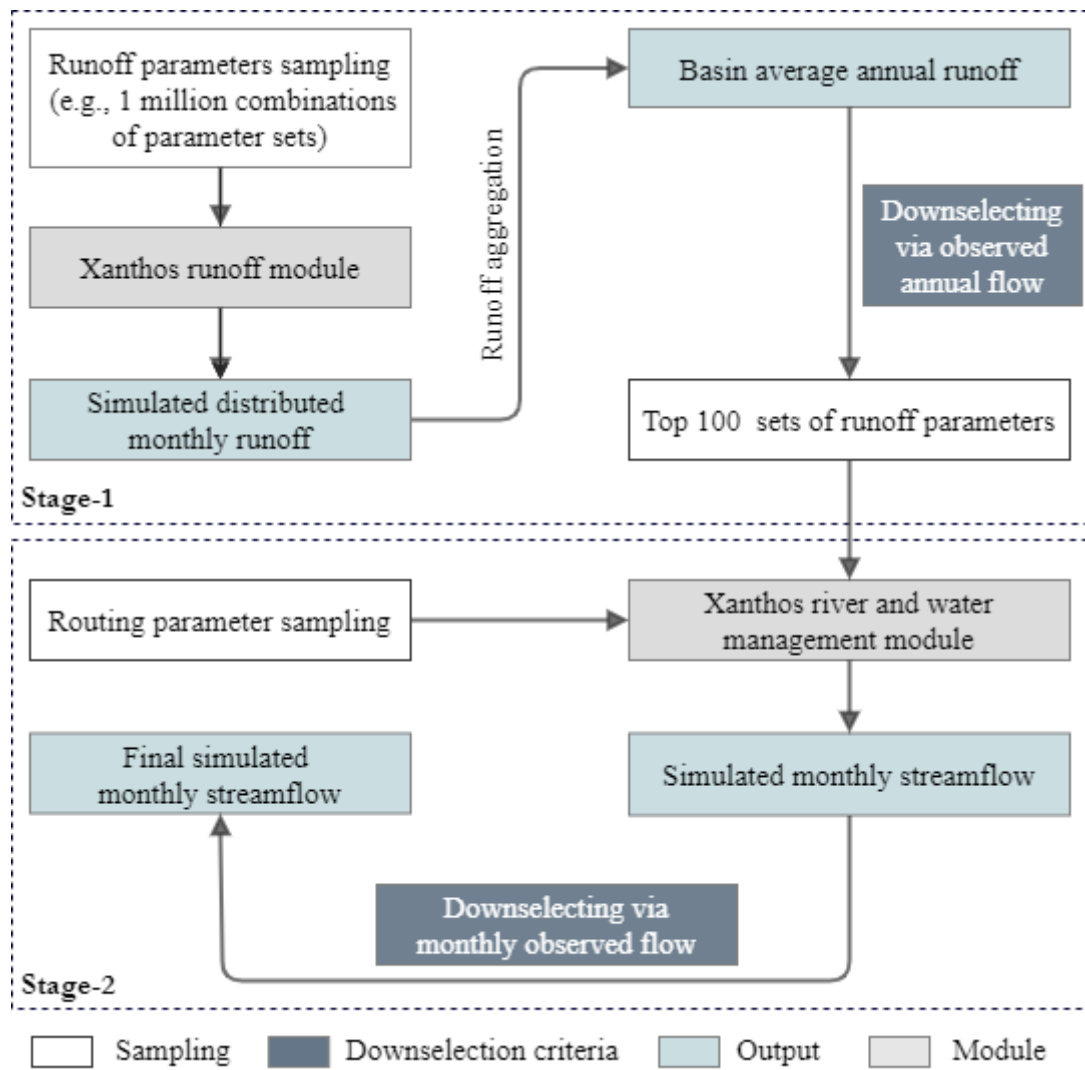 Runoff parameters sampling
(e.g., 1 million combinations
of parameter sets)
Xanthos runoff module
Simulated distributed
monthly runoff
Stage-1
Runoff aggregation
Basin average annual runoff
Downselecting
via observed
annual flow
Top 100 sets of runoff parameters
Routing parameter sampling
Xanthos river and water
management module
Final simulated
monthly streamflow
Simulated monthly streamflow
Downselecting via
monthly observed flow
Stage-2
Sampling
Downselection criteria
Output
Module